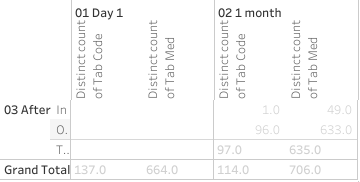 01 Day 1 02 1 month
Distinct count of Tab Code
Distinct count of Tab Med
Distinct count of Tab Code
Distinct count of Tab Med
03 After In 1.0 49.0
O. 96.0 633.0
T.. 97.0 635.0
Grand Total 137.0 664.0 114.0 706.0